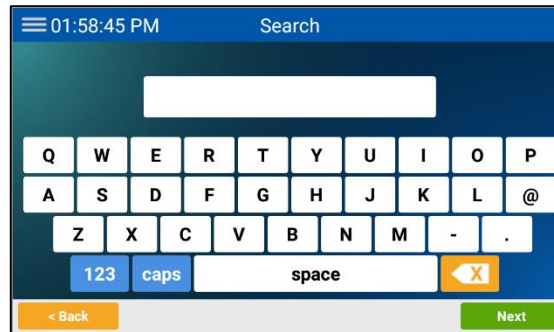 01:58:45 PM Search
Q W E R T Y U I O P
A S D F G H J K L @
Z X C V B N M - .
123 caps space X
< Back Next